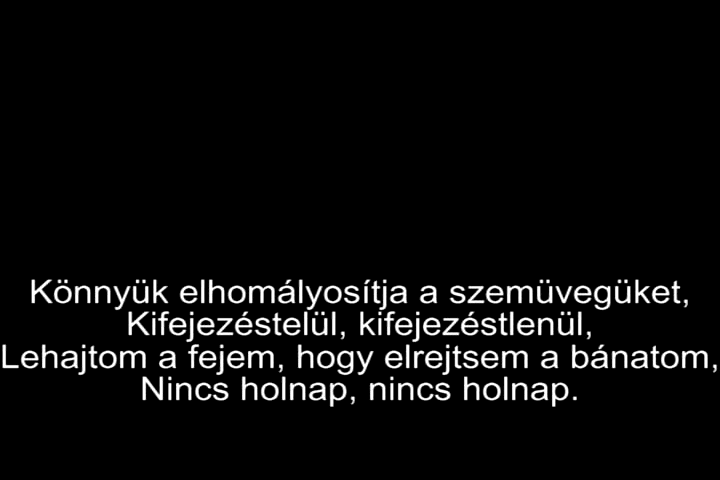 Könnyük elhomályosítja a szemüvegüket,
Kifejezéstelül, kifejezéstlenül,
Lehajtom a fejem, hogy elrejtsem a bánatom,
Nincs holnap, nincs holnap.